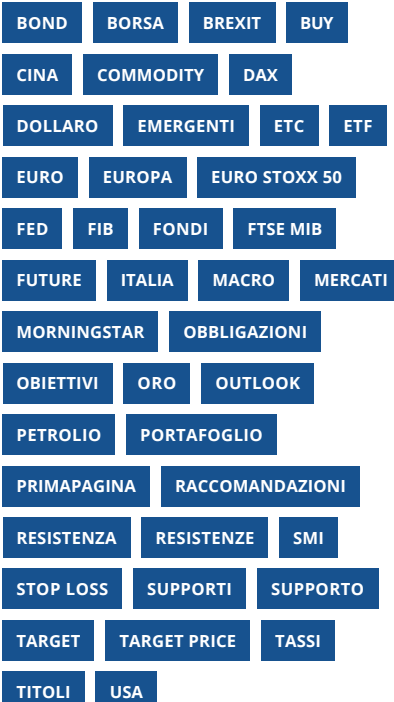 BOND BORSA BREXIT BUY
CINA COMMODITY DAX
DOLLARO EMERGENTI ETC ETF
EURO EUROPA EURO STOXX 50
FED FIB FONDI FTSE MIB
FUTURE ITALIA MACRO MERCATI
MORNINGSTAR OBBLIGAZIONI
OBIETTIVI ORO OUTLOOK
PETROLIO PORTAFOGLIO
PRIMAPAGINA RACCOMANDAZIONI
RESISTENZA RESISTENZE SMI
STOP LOSS SUPPORTI SUPPORTO
TARGET TARGET PRICE TASSI
TITOLI USA